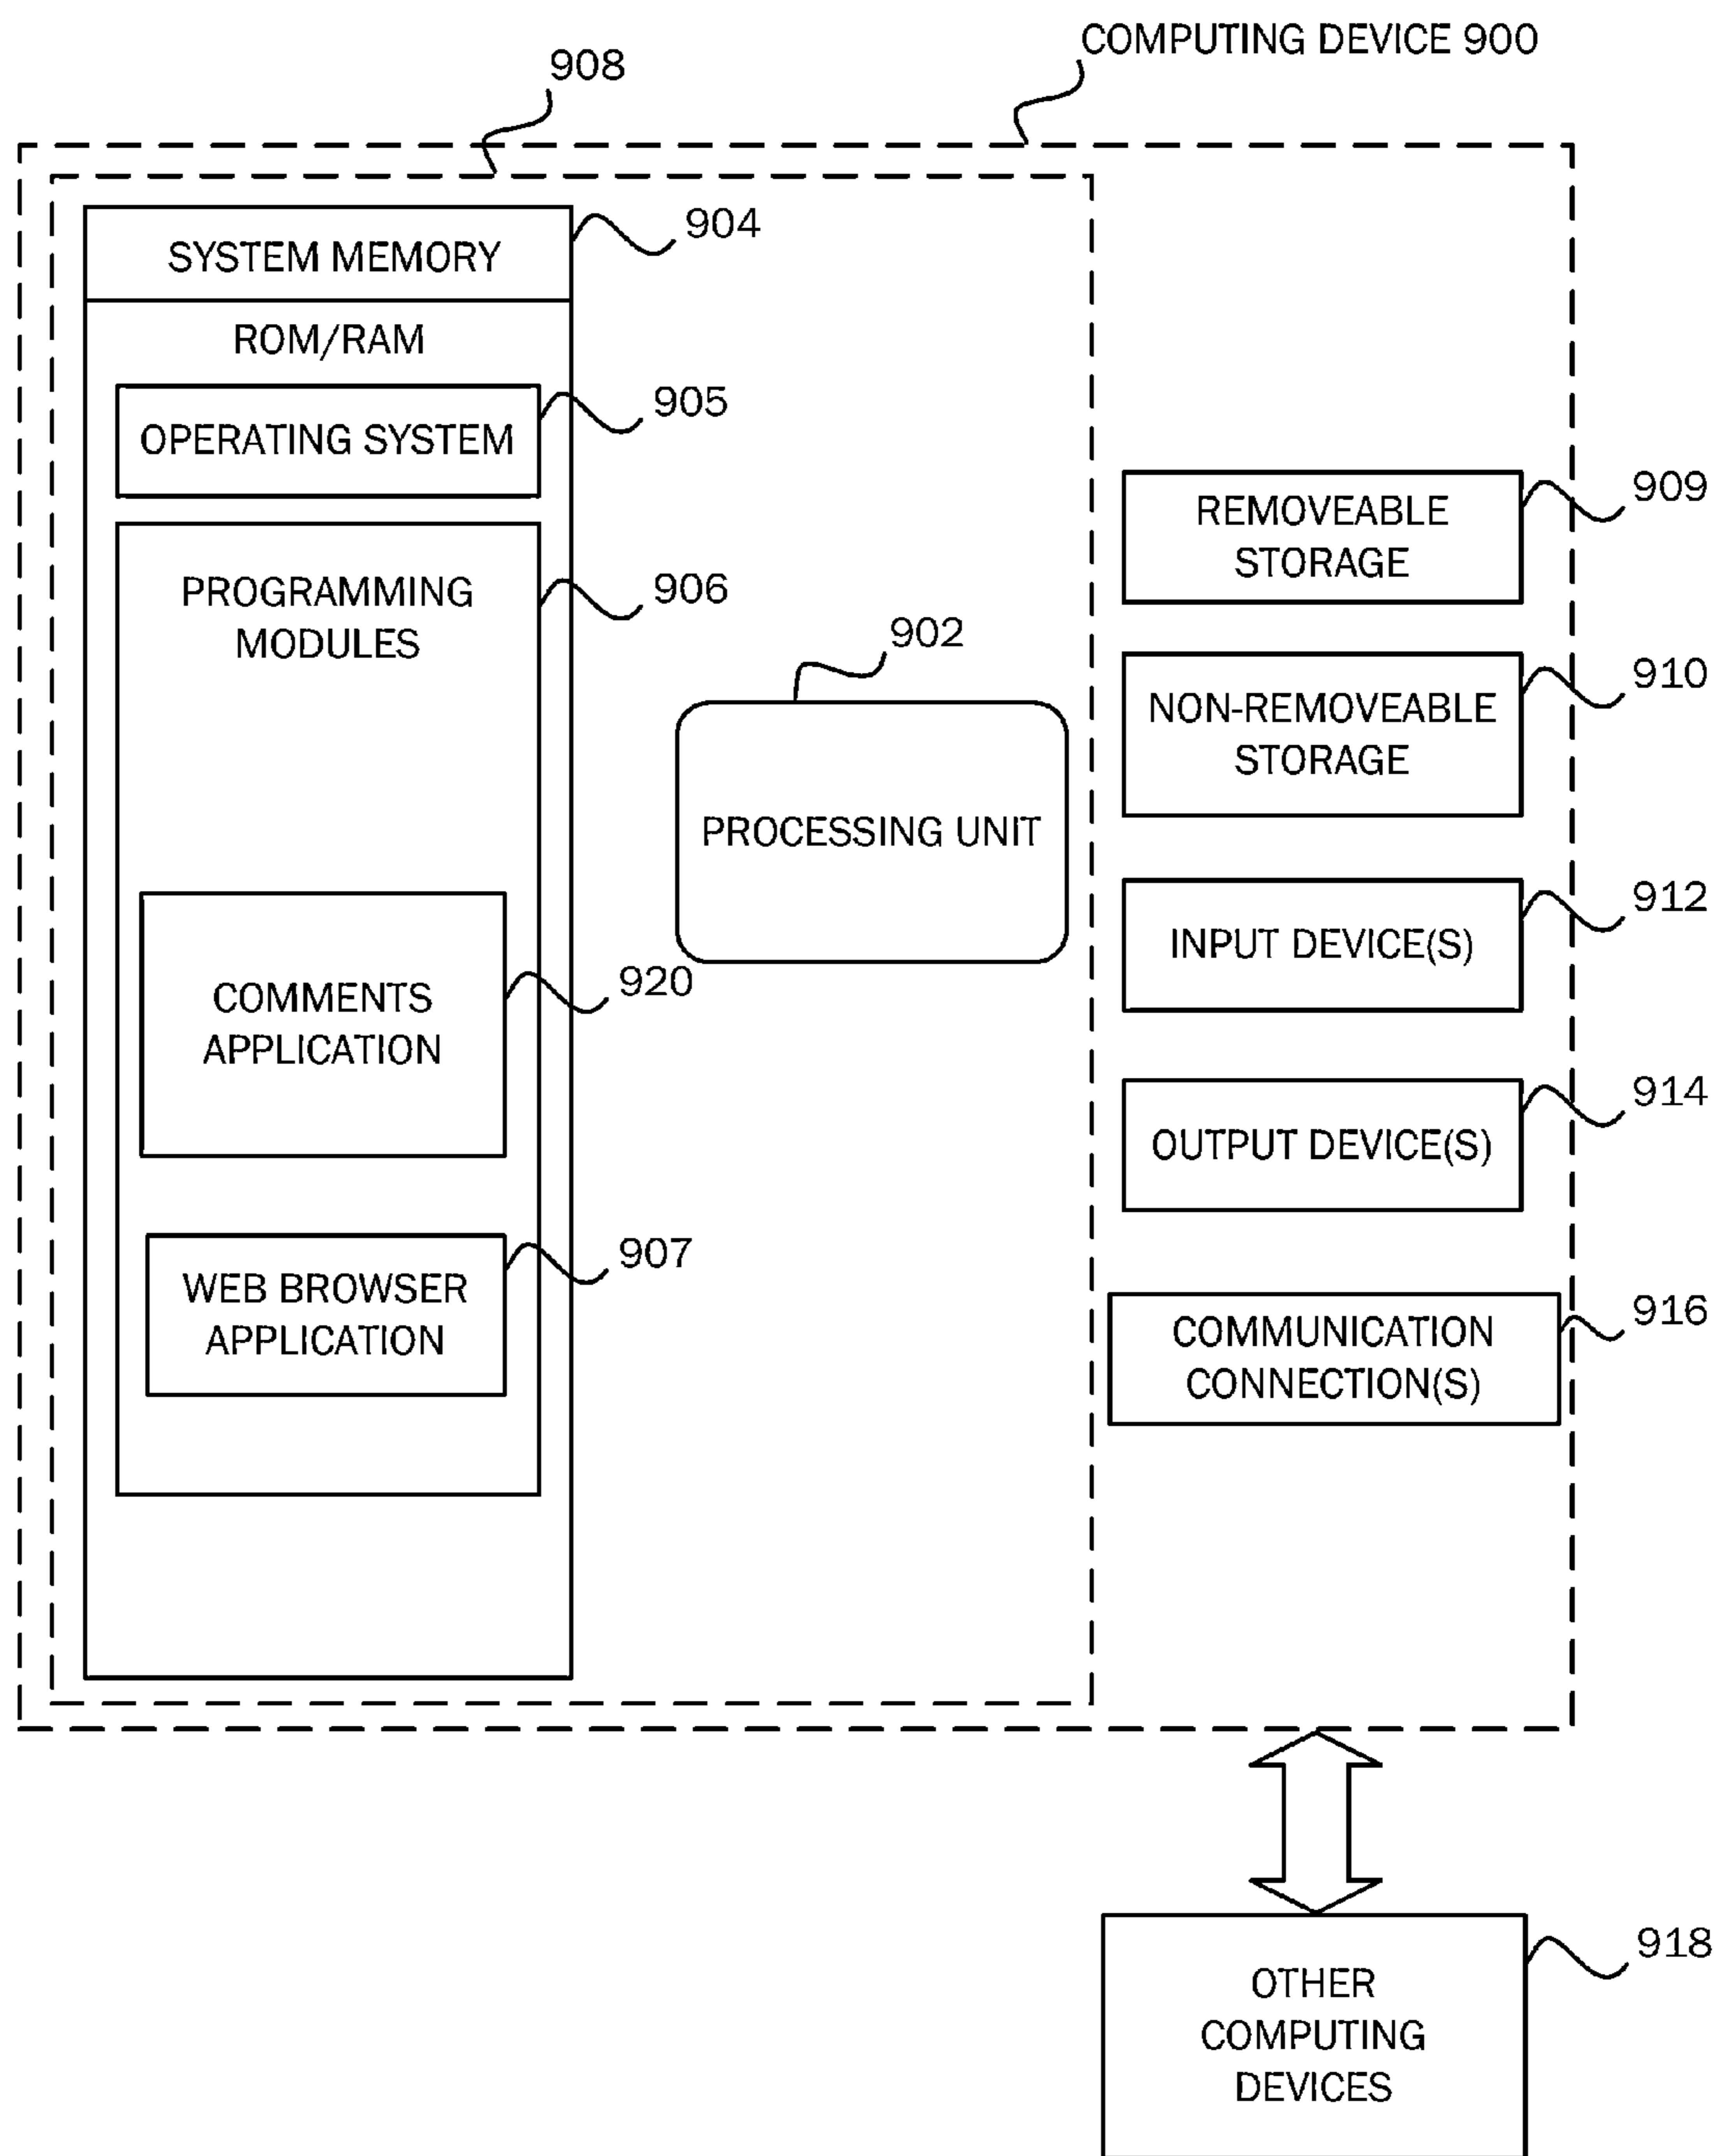 COMPUTING DEVICE 900
908
904
SYSTEM MEMORY
ROM/RAM
905
OPERATING SYSTEM
906
PROGRAMMING
MODULES
902
PROCESSING UNIT
920
COMMENTS
APPLICATION
907
WEB BROWSER
APPLICATION
909
REMOVEABLE
STORAGE
910
NON-REMOVEABLE
STORAGE
912
INPUT DEVICE(S)
914
OUTPUT DEVICE(S)
916
COMMUNICATION
CONNECTION(S)
918
OTHER
COMPUTING
DEVICES